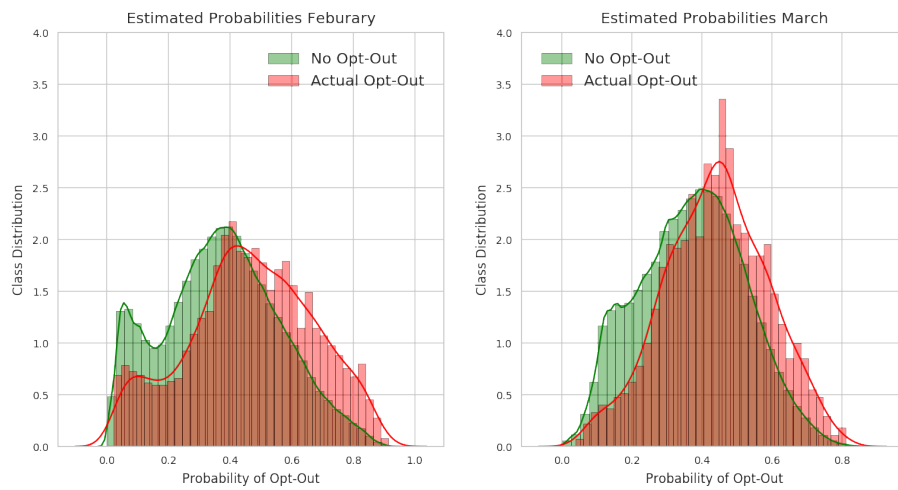 Estimated Probabilities Feburary
4.0
3.5
3.0
2.5
2.0
1.5
1.0
0.5
0.0
Class Distribution
No Opt-Out
Actual Opt-Out
0.0 0.2 0.4 0.6 0.8 1.0
Probability of Opt-Out
Estimated Probabilities March
4.0
3.5
3.0
2.5
2.0
1.5
1.0
0.5
0.0
Class Distribution
No Opt-Out
Actual Opt-Out
0.0 0.2 0.4 0.6 0.8
Probability of Opt-Out